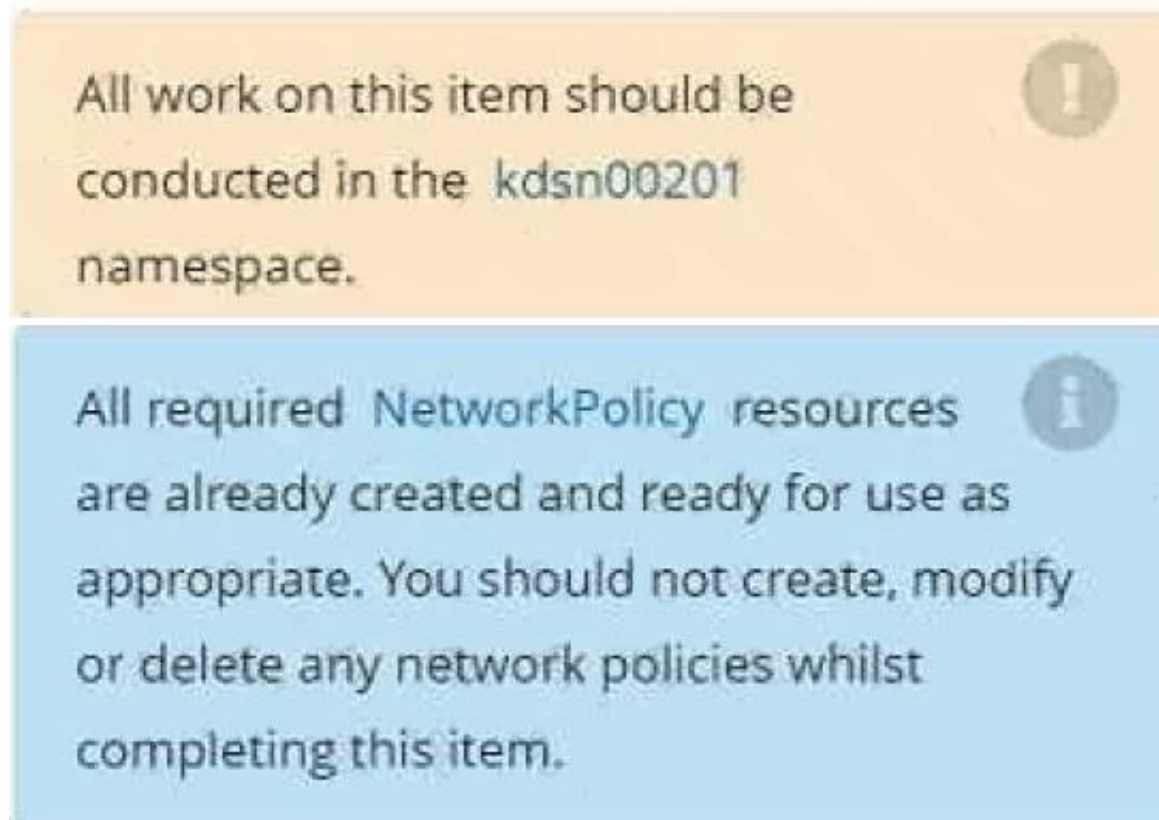 All work on this item should be
conducted in the kdsn00201
namespace.
All required NetworkPolicy resources
are already created and ready for use as
appropriate. You should not create, modify
or delete any network policies whilst
completing this item.